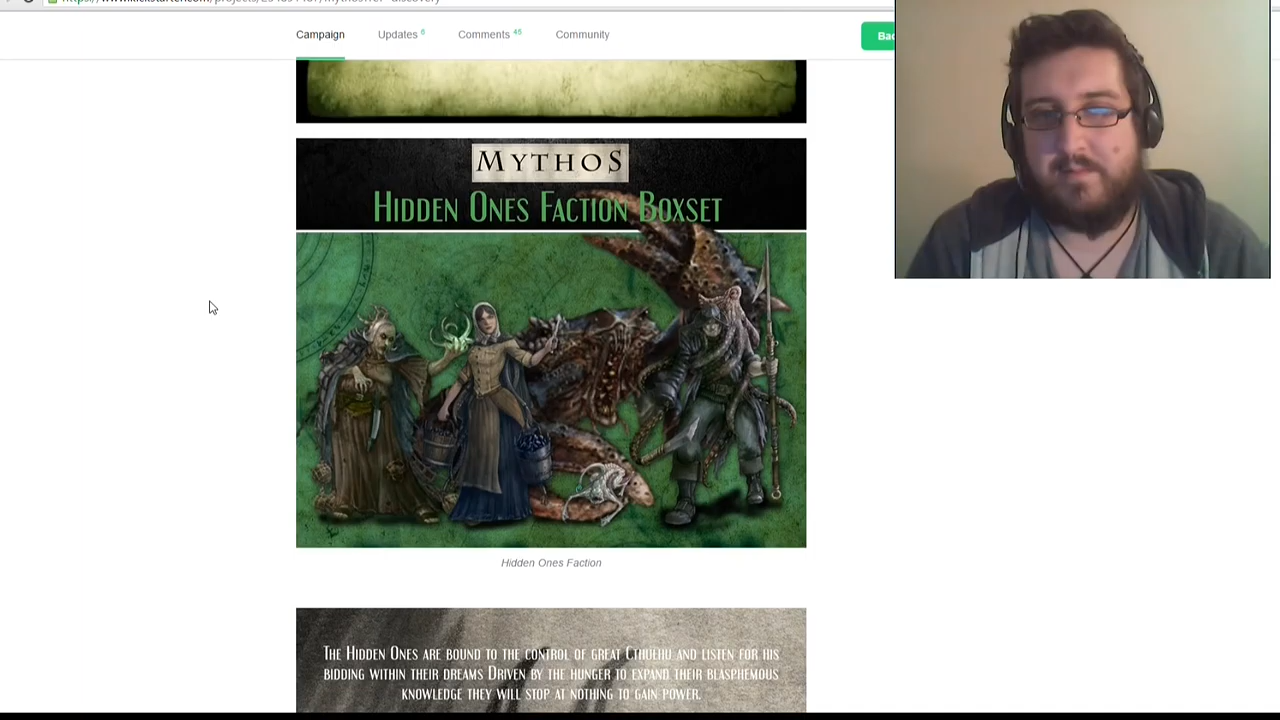 Campaign
Updates 6
Comments 45
Community
MYTHOS
HIDDEN ONES FACTION BOXSET
Hidden Ones Faction
THE HIDDEN ONES ARE BOUND TO THE CONTROL OF GREAT CTHULHU AND LISTEN FOR HIS
BIDDING WITHIN THEIR DREAMS DRIVEN BY THE HUNGER TO EXPAND THEIR BLASPHEMOUS
KNOWLEDGE THEY WILL STOP AT NOTHING TO GAIN POWER.